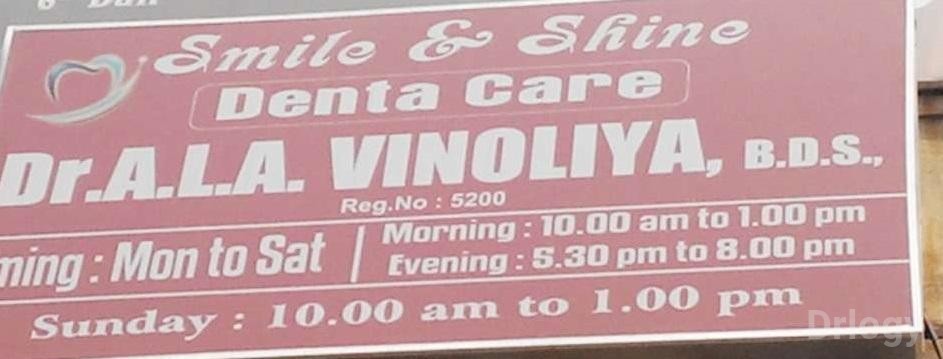 Smile & Shine
Denta Care
Dr.A.L.A. VINOLIYA, B.D.S.,
Reg.No : 5200
ming : Mon to Sat
Morning : 10.00 am to 1.00 pm
Evening : 5.30 pm to 8.00 pm
Sunday : 10.00 am to 1.00 pm
Drlogy